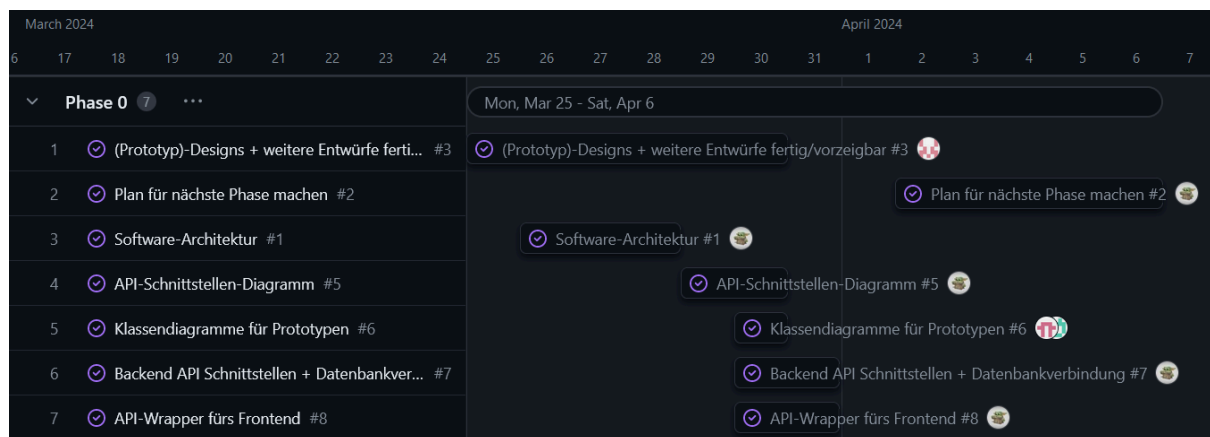 March 2024 April 2024
6 17 18 19 20 21 22 23 24 25 26 27 28 29 30 31 1 2 3 4 5 6 7
Phase 0 7 ... Mon, Mar 25 - Sat, Apr 6
1 (Prototyp)-Designs + weitere Entwürfe ferti... #3 (Prototyp)-Designs + weitere Entwürfe fertig/vorzeigbar #3
2 Plan für nächste Phase machen #2 Plan für nächste Phase machen #2
3 Software-Architektur #1 Software-Architektur #1
4 API-Schnittstellen-Diagramm #5 API-Schnittstellen-Diagramm #5
5 Klassendiagramme für Prototypen #6 Klassendiagramme für Prototypen #6
6 Backend API Schnittstellen + Datenbankver... #7 Backend API Schnittstellen + Datenbankverbindung #7
7 API-Wrapper fürs Frontend #8 API-Wrapper fürs Frontend #8